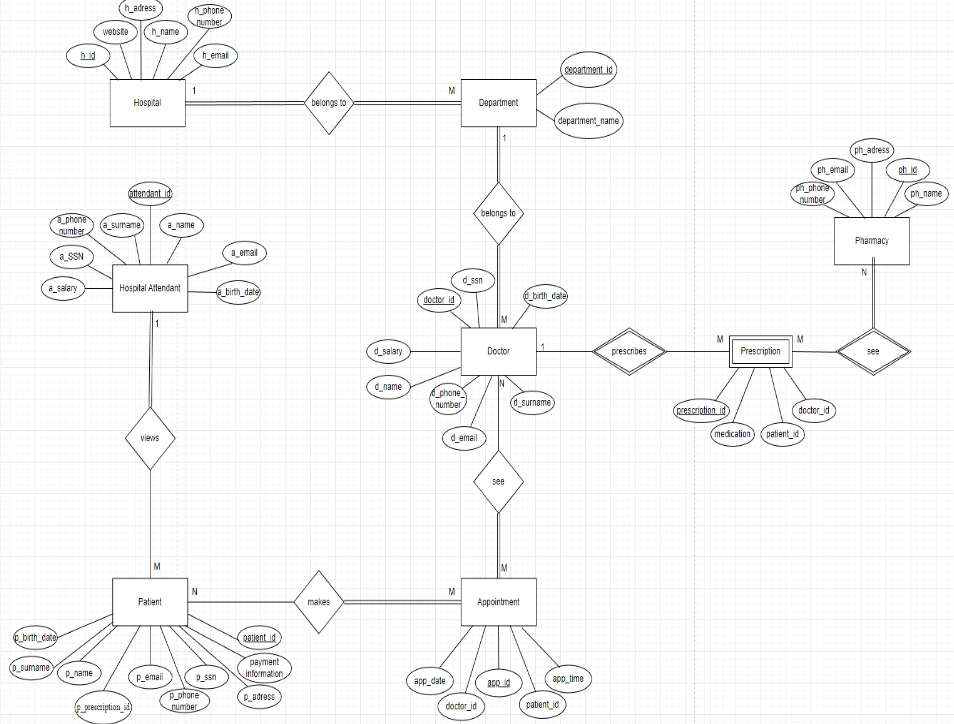 h_adress
h_phone
number
website
h_name
h_id
h_email
Hospital
1
belongs to
M
Department
department_id
department_name
1
belongs to
M
attendant_id
a_phone
number
a_surname
a_name
a_SSN
a_email
a_salary
a_birth_date
Hospital Attendant
1
views
M
ph_adress
ph_email
ph_id
ph_phone
number
ph_name
Pharmacy
N
d_ssn
doctor_id
d_birth_date
Doctor
d_salary
d_name
d_phone_
number
d_surname
d_email
1
prescribes
M
Prescription
M
see
prescription_id
doctor_id
medication
patient_id
N
see
M
Patient
N
makes
M
Appointment
p_birth_date
patient_id
p_surname
p_name
p_email
p_ssn
payment
information
p_prescription_id
p_phone
number
p_adress
app_date
app_id
app_time
doctor_id
patient_id